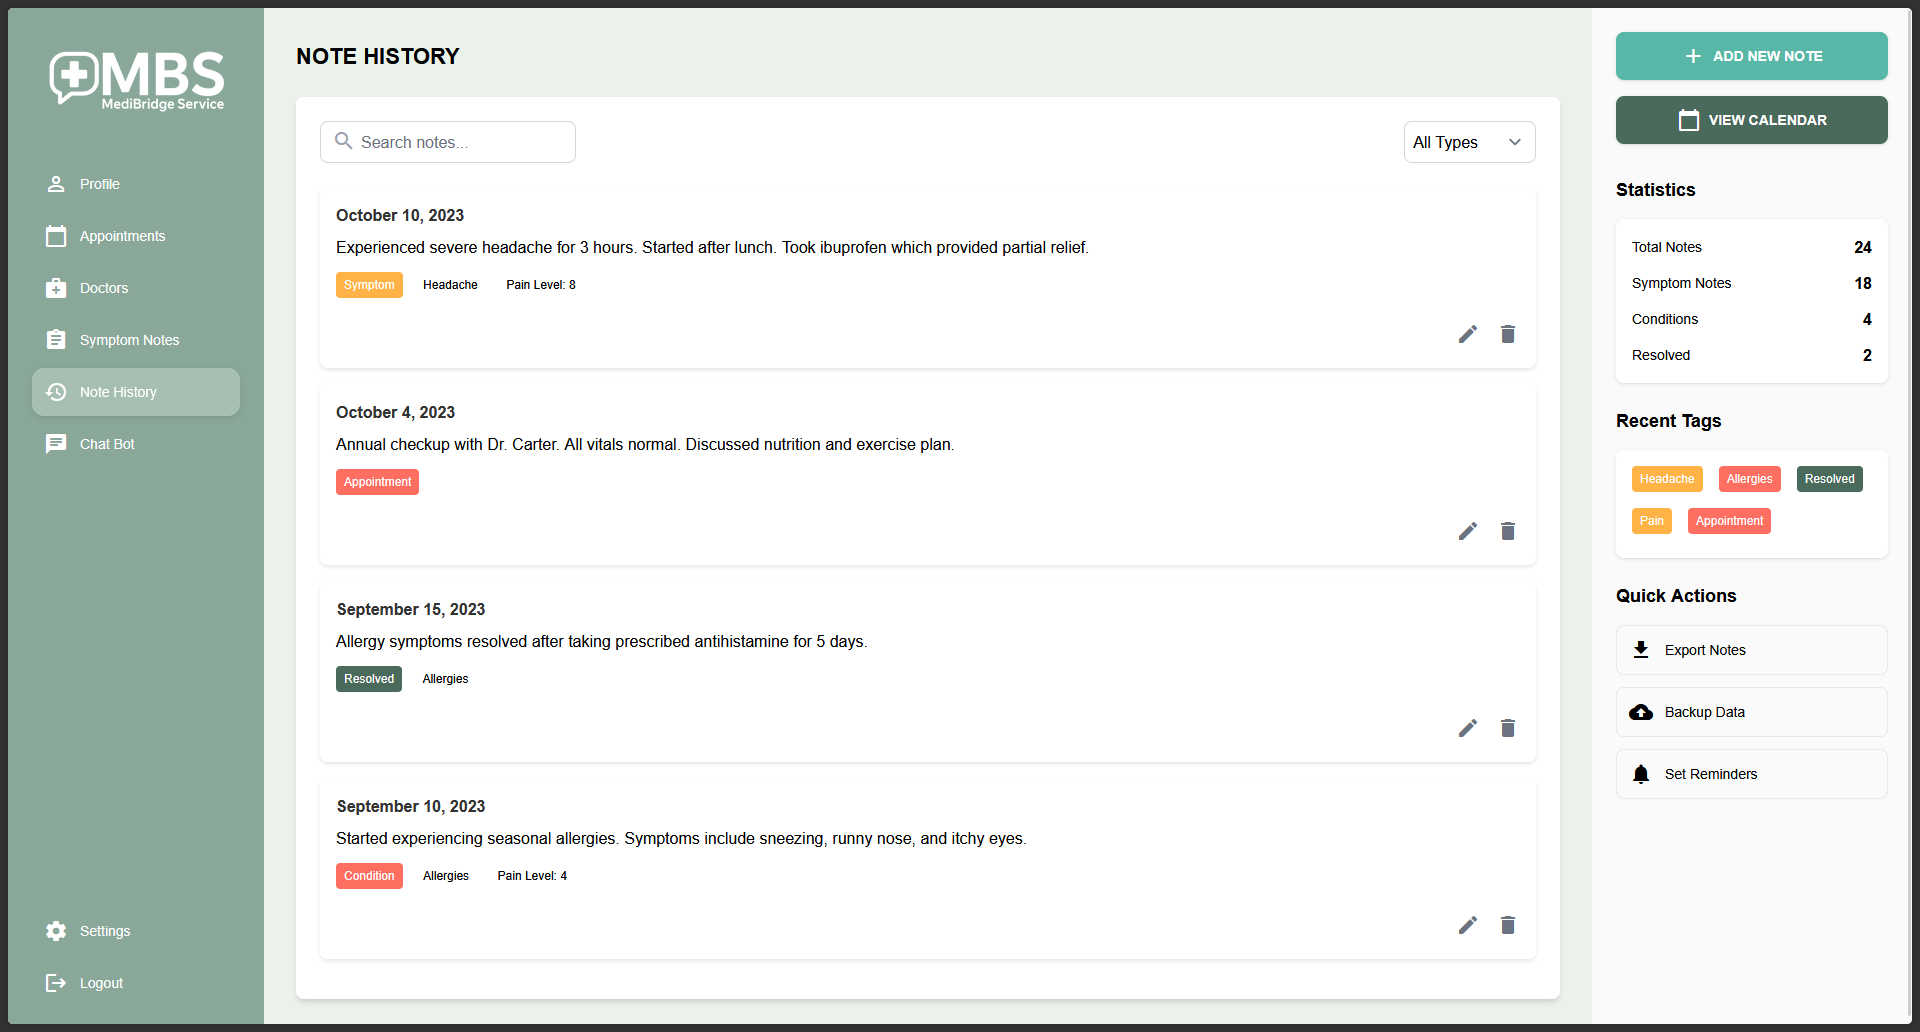 MBS
MediBridge Service
Profile
Appointments
Doctors
Symptom Notes
Note History
Chat Bot
Settings
Logout
NOTE HISTORY
Search notes...
All Types
October 10, 2023
Experienced severe headache for 3 hours. Started after lunch. Took ibuprofen which provided partial relief.
Symptom Headache Pain Level: 8
October 4, 2023
Annual checkup with Dr. Carter. All vitals normal. Discussed nutrition and exercise plan.
Appointment
September 15, 2023
Allergy symptoms resolved after taking prescribed antihistamine for 5 days.
Resolved Allergies
September 10, 2023
Started experiencing seasonal allergies. Symptoms include sneezing, runny nose, and itchy eyes.
Condition Allergies Pain Level: 4
ADD NEW NOTE
VIEW CALENDAR
Statistics
Total Notes 24
Symptom Notes 18
Conditions 4
Resolved 2
Recent Tags
Headache Allergies Resolved
Pain Appointment
Quick Actions
Export Notes
Backup Data
Set Reminders